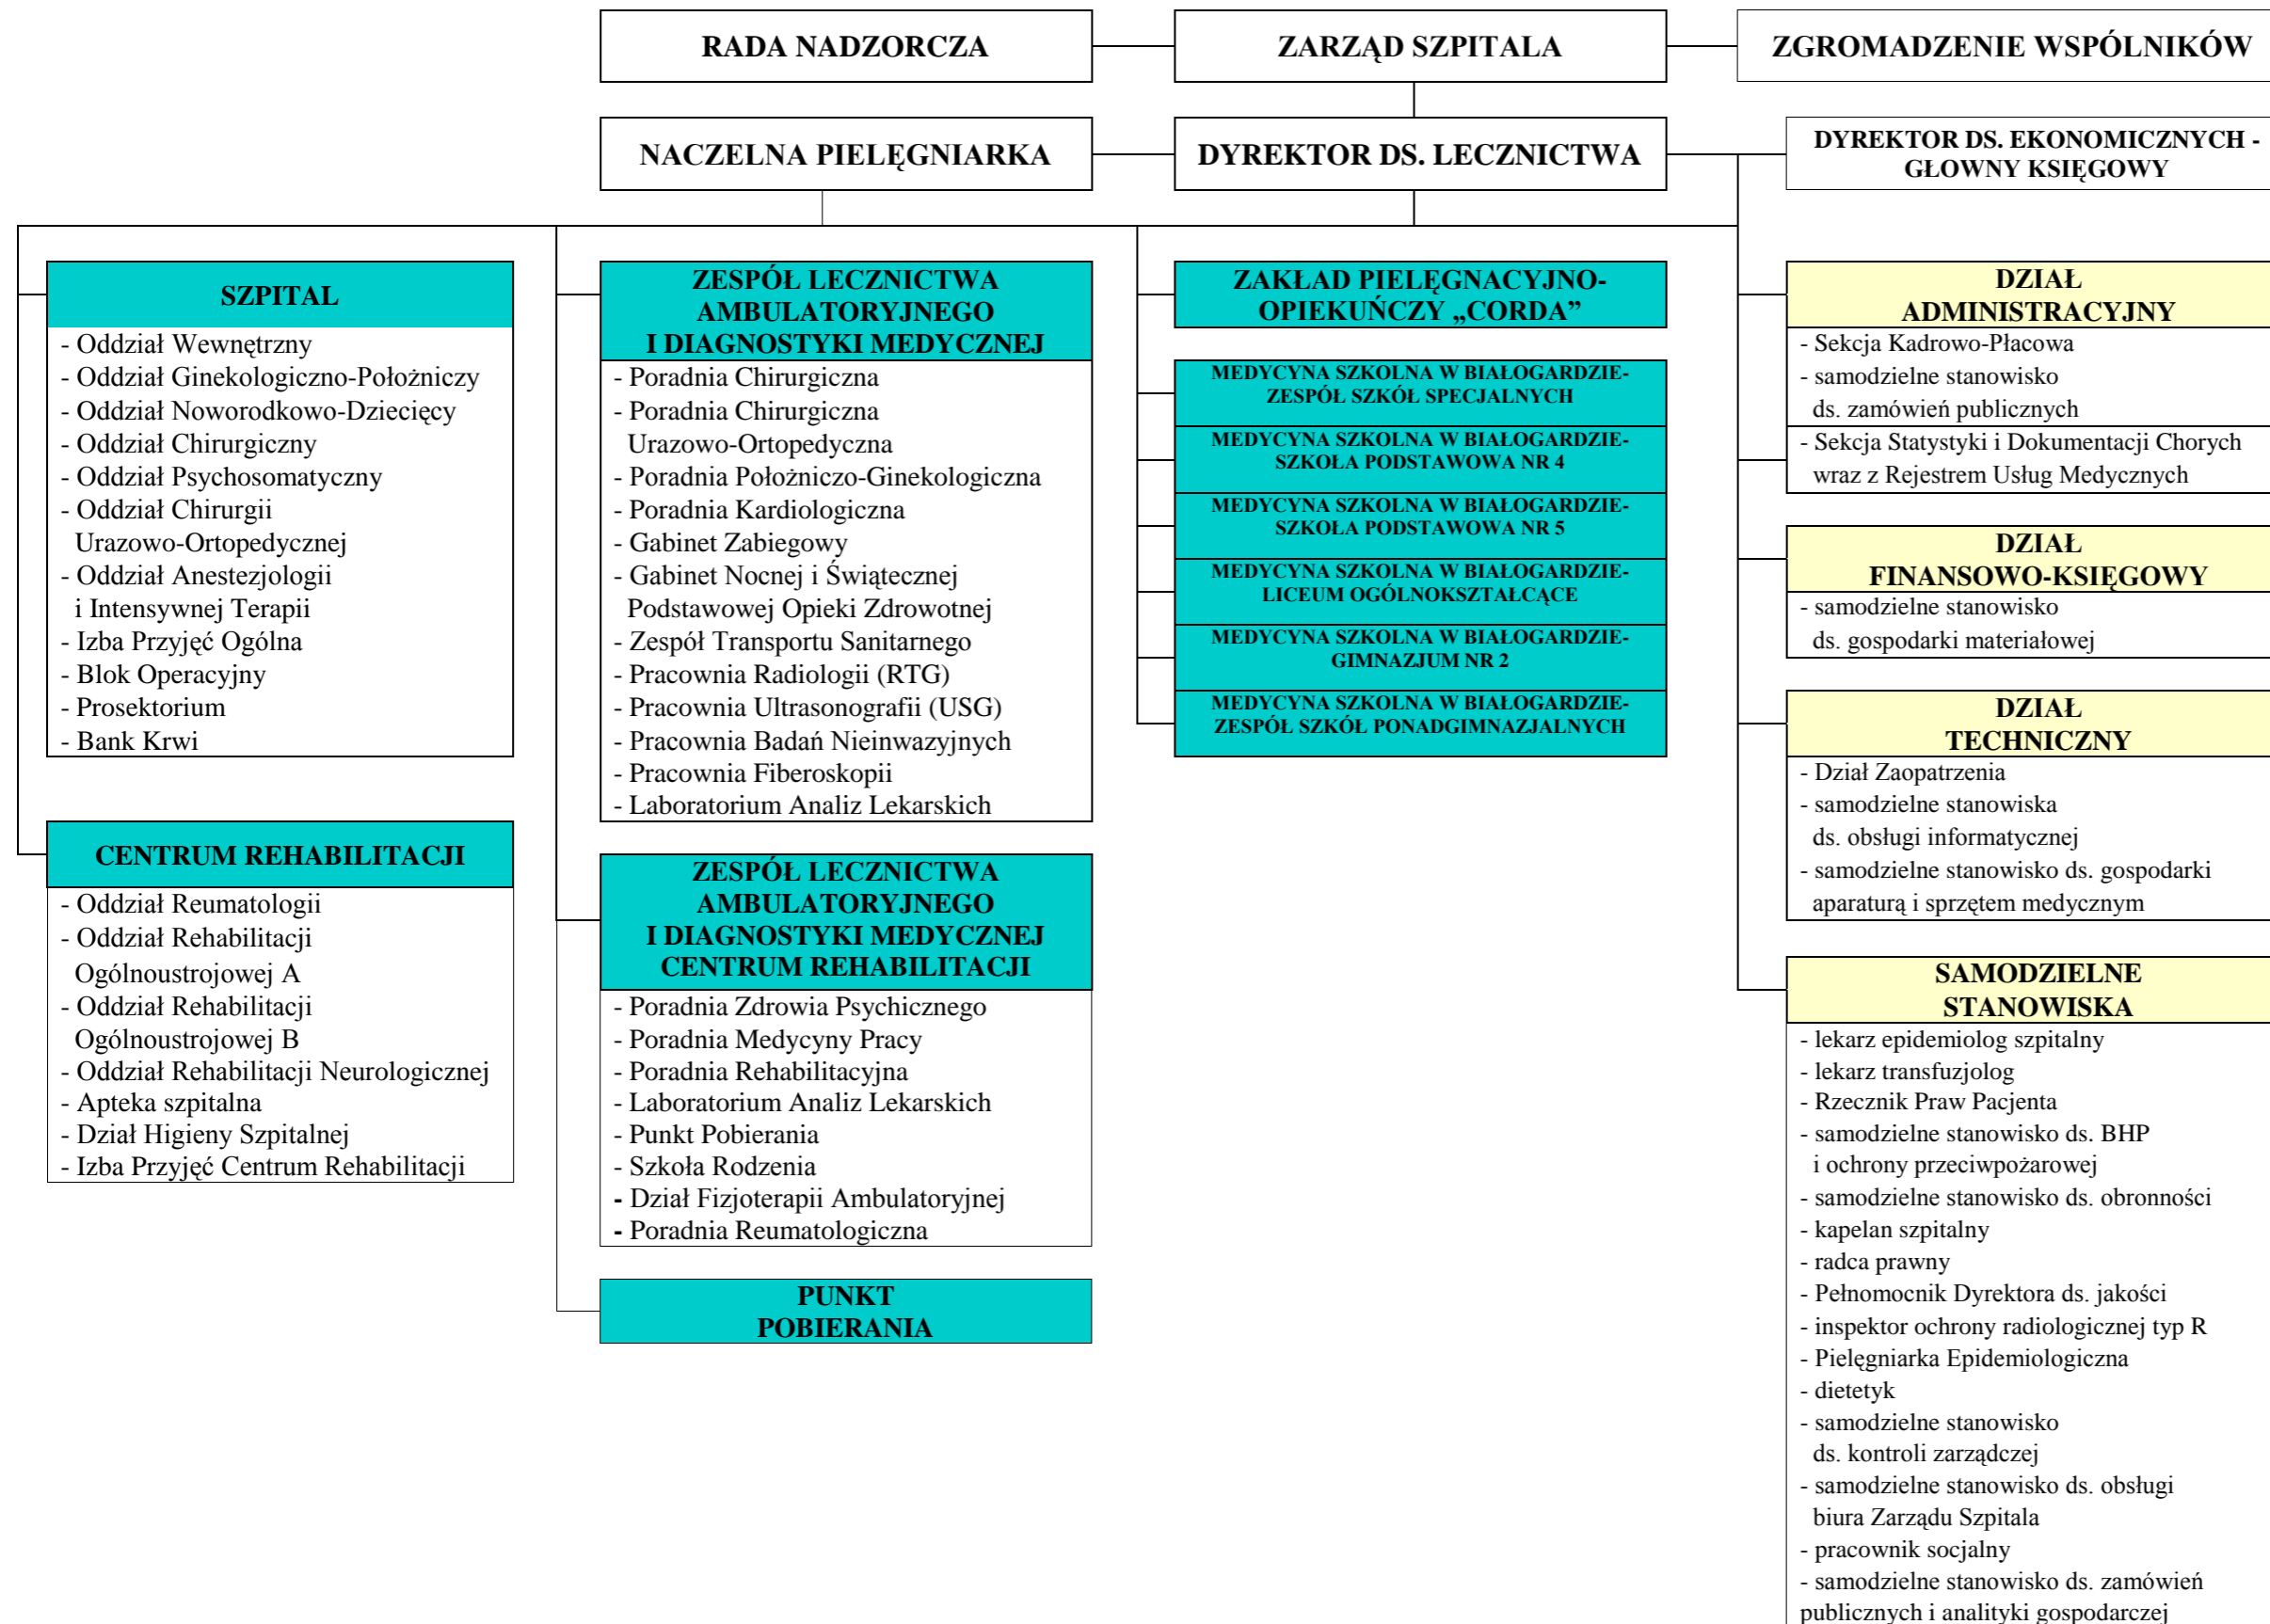 RADA NADZORCZA
ZARZĄD SZPITALA
ZGROMADZENIE WSPÓLNIKÓW
NACZELNA PIELĘGNIARKA
DYREKTOR DS. LECZNICTWA
DYREKTOR DS. EKONOMICZNYCH -
GŁOWNY KSIĘGOWY
SZPITAL
- Oddział Wewnętrzny
- Oddział Ginekologiczno-Położniczy
- Oddział Noworodkowo-Dziecięcy
- Oddział Chirurgiczny
- Oddział Psychosomatyczny
- Oddział Chirurgii
Urazowo-Ortopedycznej
- Oddział Anestezjologii
i Intensywnej Terapii
- Izba Przyjęć Ogólna
- Blok Operacyjny
- Prosektorium
- Bank Krwi
CENTRUM REHABILITACJI
- Oddział Reumatologii
- Oddział Rehabilitacji
Ogólnoustrojowej A
- Oddział Rehabilitacji
Ogólnoustrojowej B
- Oddział Rehabilitacji Neurologicznej
- Apteka szpitalna
- Dział Higieny Szpitalnej
- Izba Przyjęć Centrum Rehabilitacji
ZESPÓŁ LECZNICTWA
AMBULATORYJNEGO
I DIAGNOSTYKI MEDYCZNEJ
- Poradnia Chirurgiczna
- Poradnia Chirurgiczna
Urazowo-Ortopedyczna
- Poradnia Położniczo-Ginekologiczna
- Poradnia Kardiologiczna
- Gabinet Zabiegowy
- Gabinet Nocnej i Świątecznej
Podstawowej Opieki Zdrowotnej
- Zespół Transportu Sanitarnego
- Pracownia Radiologii (RTG)
- Pracownia Ultrasonografii (USG)
- Pracownia Badań Nieinwazyjnych
- Pracownia Fiberoskopii
- Laboratorium Analiz Lekarskich
ZESPÓŁ LECZNICTWA
AMBULATORYJNEGO
I DIAGNOSTYKI MEDYCZNEJ
CENTRUM REHABILITACJI
- Poradnia Zdrowia Psychicznego
- Poradnia Medycyny Pracy
- Poradnia Rehabilitacyjna
- Laboratorium Analiz Lekarskich
- Punkt Pobierania
- Szkoła Rodzenia
- Dział Fizjoterapii Ambulatoryjnej
- Poradnia Reumatologiczna
PUNKT
POBIERANIA
ZAKŁAD PIELĘGNACYJNO-
OPIEKUŃCZY „CORDA”
MEDYCYNA SZKOLNA W BIAŁOGARDZIE-
ZESPÓŁ SZKÓŁ SPECJALNYCH
MEDYCYNA SZKOLNA W BIAŁOGARDZIE-
SZKOŁA PODSTAWOWA NR 4
MEDYCYNA SZKOLNA W BIAŁOGARDZIE-
SZKOŁA PODSTAWOWA NR 5
MEDYCYNA SZKOLNA W BIAŁOGARDZIE-
LICEUM OGÓLNOKSZTAŁCĄCE
MEDYCYNA SZKOLNA W BIAŁOGARDZIE-
GIMNAZJUM NR 2
MEDYCYNA SZKOLNA W BIAŁOGARDZIE-
ZESPÓŁ SZKÓŁ PONADGIMNAZJALNYCH
DZIAŁ
ADMINISTRACYJNY
- Sekcja Kadrowo-Płacowa
- samodzielne stanowisko
ds. zamówień publicznych
- Sekcja Statystyki i Dokumentacji Chorych
wraz z Rejestrem Usług Medycznych
DZIAŁ
FINANSOWO-KSIĘGOWY
- samodzielne stanowisko
ds. gospodarki materiałowej
DZIAŁ
TECHNICZNY
- Dział Zaopatrzenia
- samodzielne stanowiska
ds. obsługi informatycznej
- samodzielne stanowisko ds. gospodarki
aparaturą i sprzętem medycznym
SAMODZIELNE
STANOWISKA
- lekarz epidemiolog szpitalny
- lekarz transfuzjolog
- Rzecznik Praw Pacjenta
- samodzielne stanowisko ds. BHP
i ochrony przeciwpożarowej
- samodzielne stanowisko ds. obronności
- kapelan szpitalny
- radca prawny
- Pełnomocnik Dyrektora ds. jakości
- inspektor ochrony radiologicznej typ R
- Pielęgniarka Epidemiologiczna
- dietetyk
- samodzielne stanowisko
ds. kontroli zarządczej
- samodzielne stanowisko ds. obsługi
biura Zarządu Szpitala
- pracownik socjalny
- samodzielne stanowisko ds. zamówień
publicznych i analityki gospodarczej